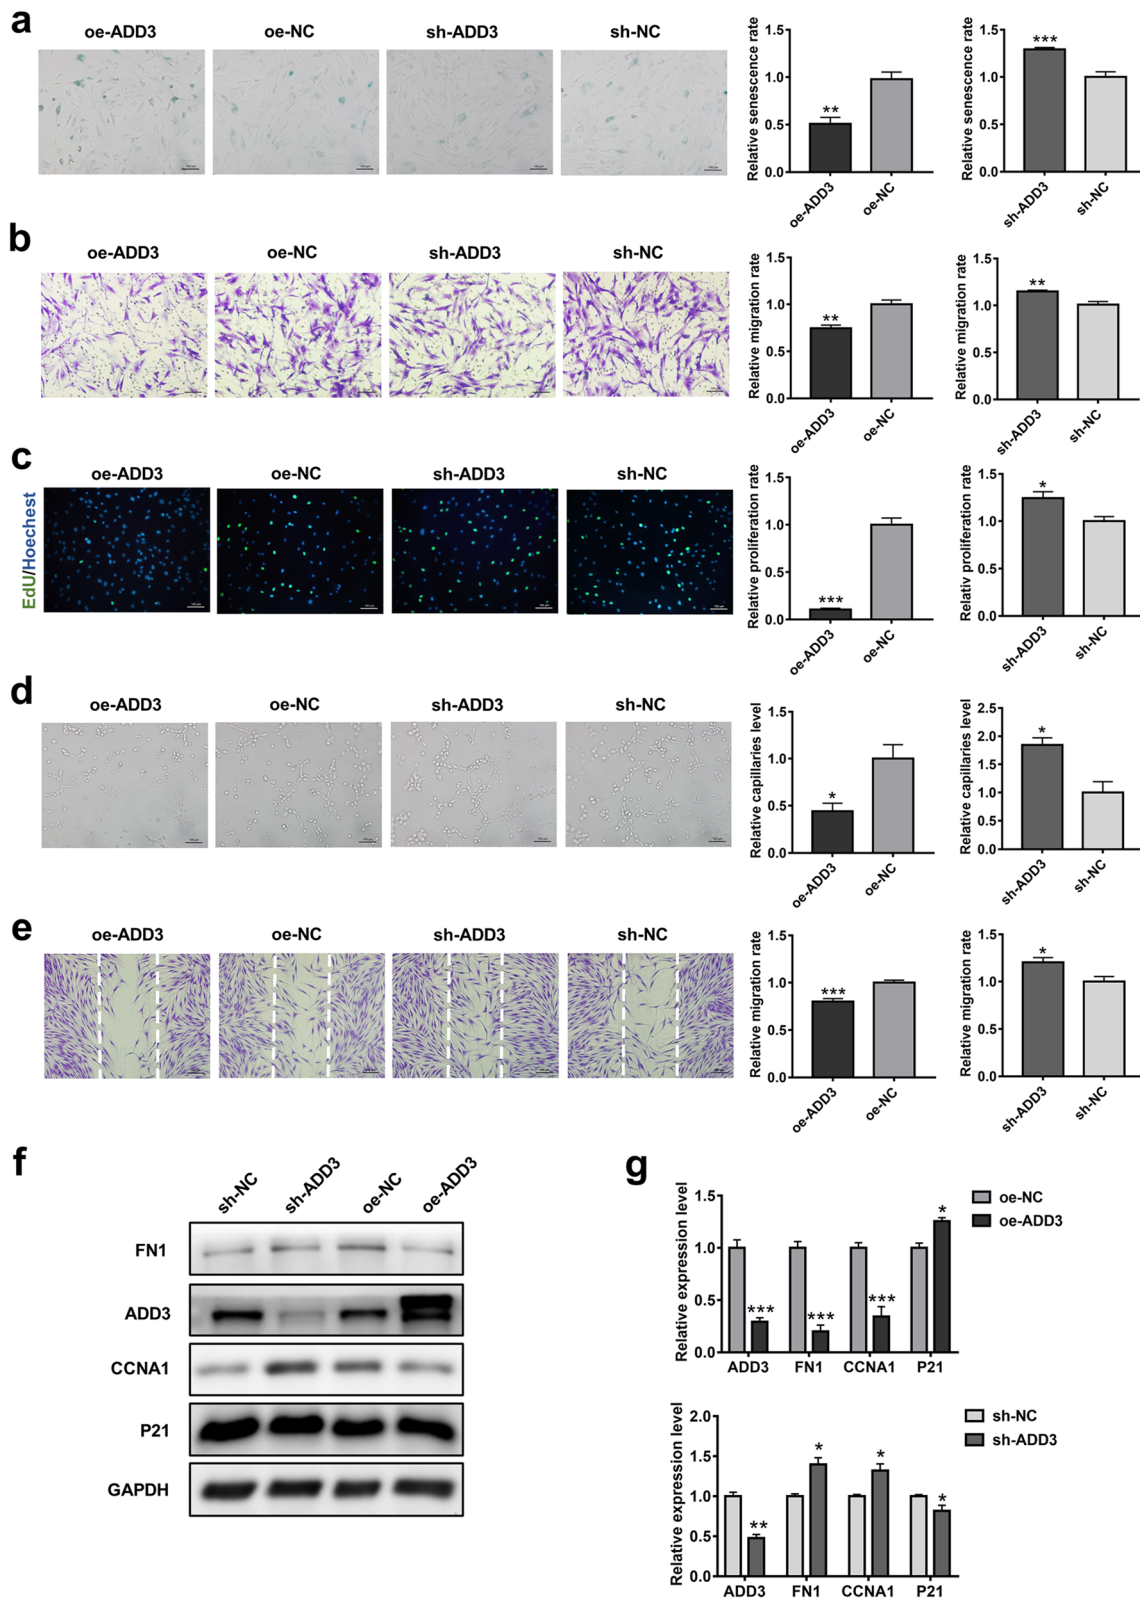 a
oe-ADD3 oe-NC sh-ADD3 sh-NC
Relative senescence rate
1.5
1.0
0.5
0.0
**
oe-ADD3
oe-NC
Relative senescence rate
1.5
1.0
0.5
0.0
***
sh-ADD3
sh-NC
b
oe-ADD3 oe-NC sh-ADD3 sh-NC
Relative migration rate
1.5
1.0
0.5
0.0
**
oe-ADD3
oe-NC
Relative migration rate
1.5
1.0
0.5
0.0
**
sh-ADD3
sh-NC
c
oe-ADD3 oe-NC sh-ADD3 sh-NC
EdU/Hoechest
Relative proliferation rate
1.5
1.0
0.5
0.0
***
oe-ADD3
oe-NC
Relativ proliferation rate
1.5
1.0
0.5
0.0
*
sh-ADD3
sh-NC
d
oe-ADD3 oe-NC sh-ADD3 sh-NC
Relative capillaries level
1.5
1.0
0.5
0.0
*
oe-ADD3
oe-NC
Relative capillaries level
2.5
2.0
1.5
1.0
0.5
0.0
*
sh-ADD3
sh-NC
e
oe-ADD3 oe-NC sh-ADD3 sh-NC
Relative migration rate
1.5
1.0
0.5
0.0
***
oe-ADD3
oe-NC
Relative migration rate
1.5
1.0
0.5
0.0
*
sh-ADD3
sh-NC
f
sh-NC sh-ADD3 oe-NC oe-ADD3
FN1
ADD3
CCNA1
P21
GAPDH
g
Relative expression level
1.5
1.0
0.5
0.0
*** *** *** *
ADD3 FN1 CCNA1 P21
oe-NC
oe-ADD3
Relative expression level
2.0
1.5
1.0
0.5
0.0
** * * *
ADD3 FN1 CCNA1 P21
sh-NC
sh-ADD3